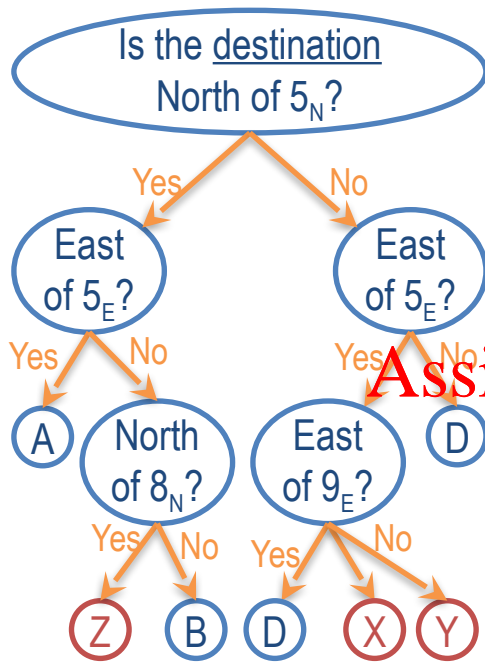 Is the destination
North of 5N?
Yes
No
East
of 5E?
East
of 5E?
Yes
No
Yes
No
Assi
A
North
of 8N?
East
of 9E?
D
Yes
No
Yes
No
Z
B
D
X
Y